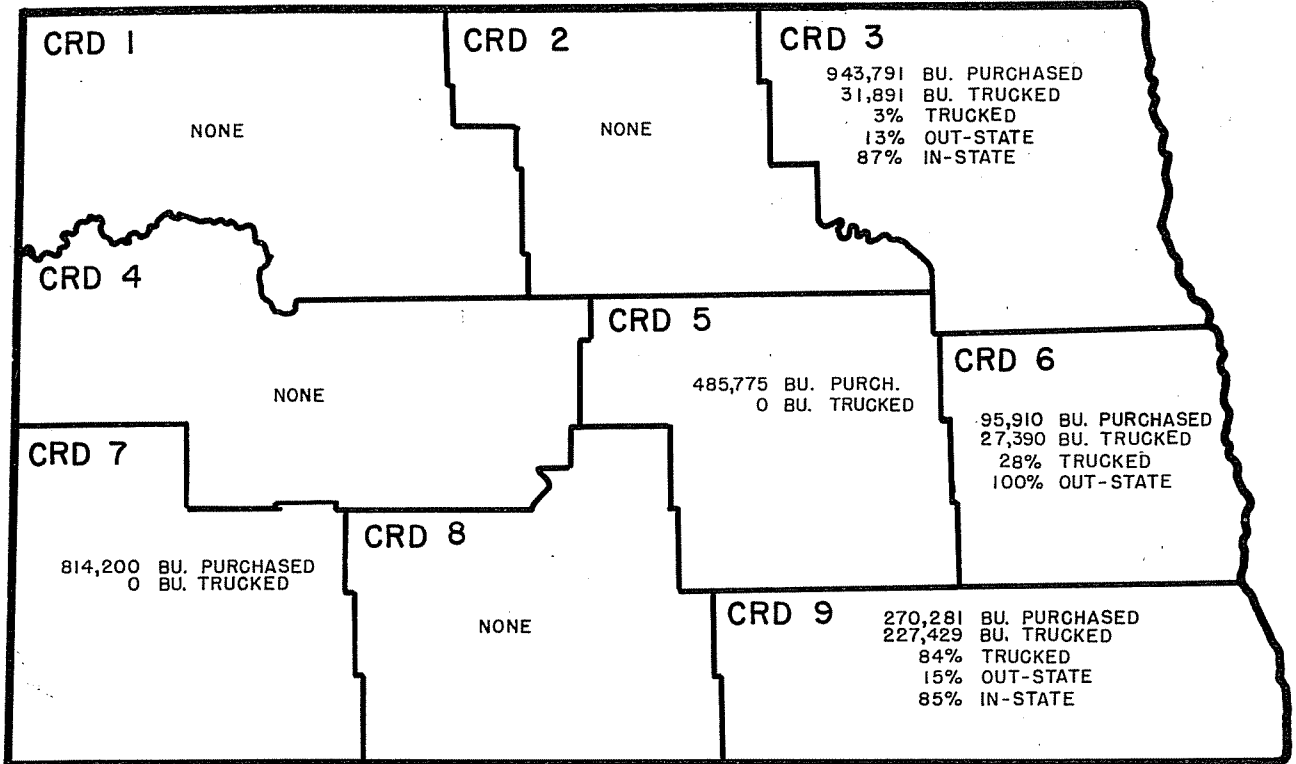 CRD 1
NONE
CRD 2
NONE
CRD 3
943,791 BU. PURCHASED
31,891 BU. TRUCKED
3% TRUCKED
13% OUT-STATE
87% IN-STATE
CRD 4
NONE
CRD 5
485,775 BU. PURCH.
0 BU. TRUCKED
CRD 6
95,910 BU. PURCHASED
27,390 BU. TRUCKED
28% TRUCKED
100% OUT-STATE
CRD 7
814,200 BU. PURCHASED
0 BU. TRUCKED
CRD 8
NONE
CRD 9
270,281 BU. PURCHASED
227,429 BU. TRUCKED
84% TRUCKED
15% OUT-STATE
85% IN-STATE